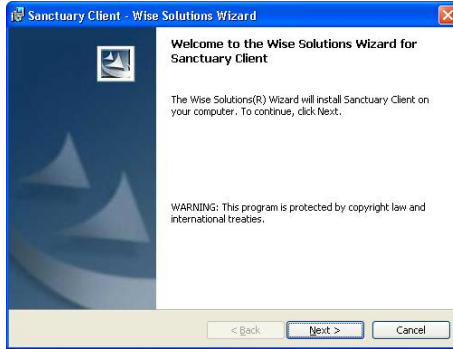 Sanctuary Client - Wise Solutions Wizard
Welcome to the Wise Solutions Wizard for
Sanctuary Client
The Wise Solutions(R) Wizard will install Sanctuary Client on
your computer. To continue, click Next.
WARNING: This program is protected by copyright law and
international treaties.
< Back
Next >
Cancel